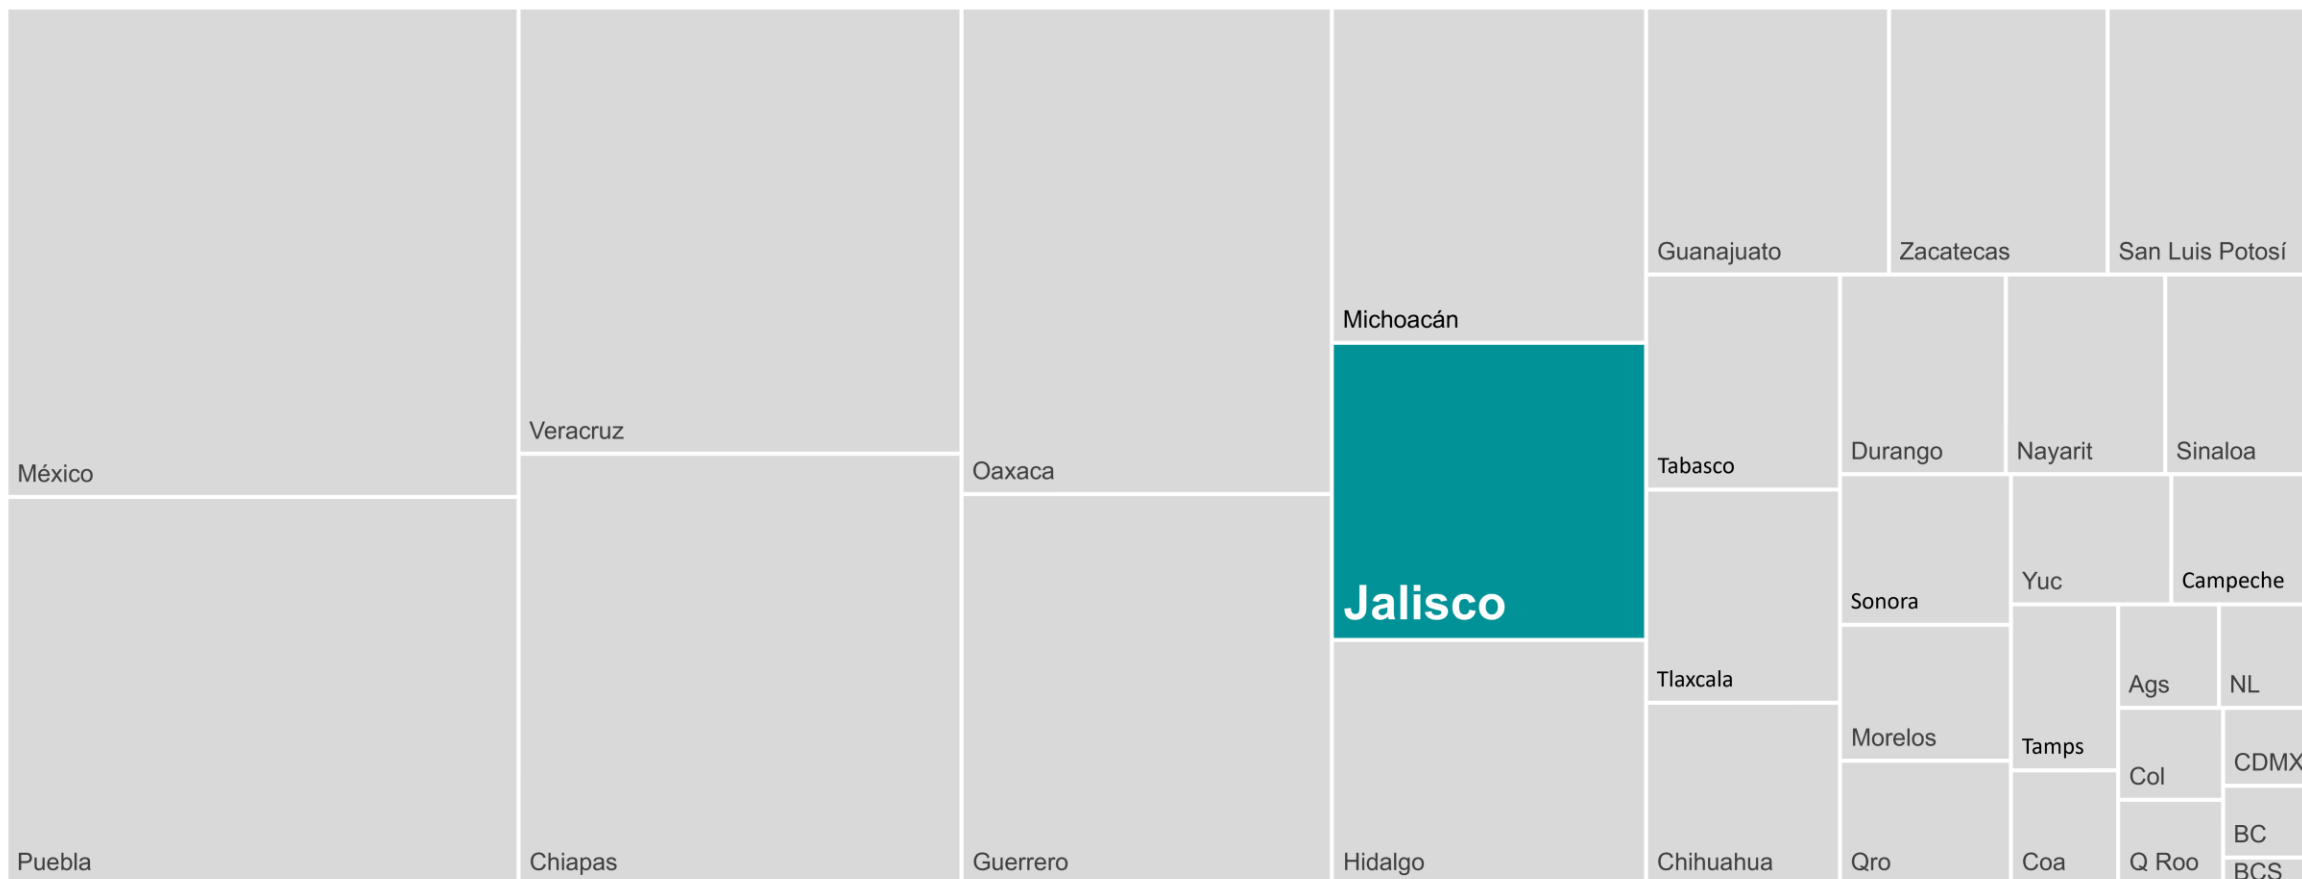 México
Puebla
Veracruz
Chiapas
Oaxaca
Guerrero
Michoacán
Jalisco
Hidalgo
Guanajuato
Zacatecas
San Luis Potosí
Tabasco
Tlaxcala
Chihuahua
Durango
Nayarit
Sinaloa
Sonora
Morelos
Qro
Yuc
Campeche
Tamps
Coa
Ags
NL
Col
Q Roo
CDMX
BC
BCS